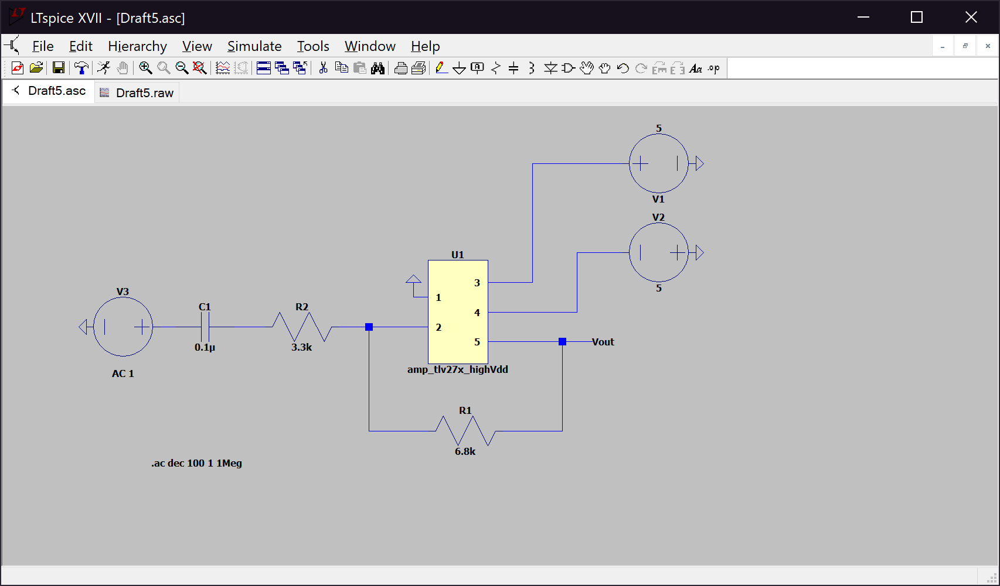 LTspice XVII - [Draft5.asc]
File Edit Hierarchy View Simulate Tools Window Help
Draft5.asc Draft5.raw
5
V1
V2
5
U1
3
1
4
2
5
Vout
amp_tlv27x_highVdd
V3
AC 1
C1
0.1µ
R2
3.3k
R1
6.8k
.ac dec 100 1 1Meg